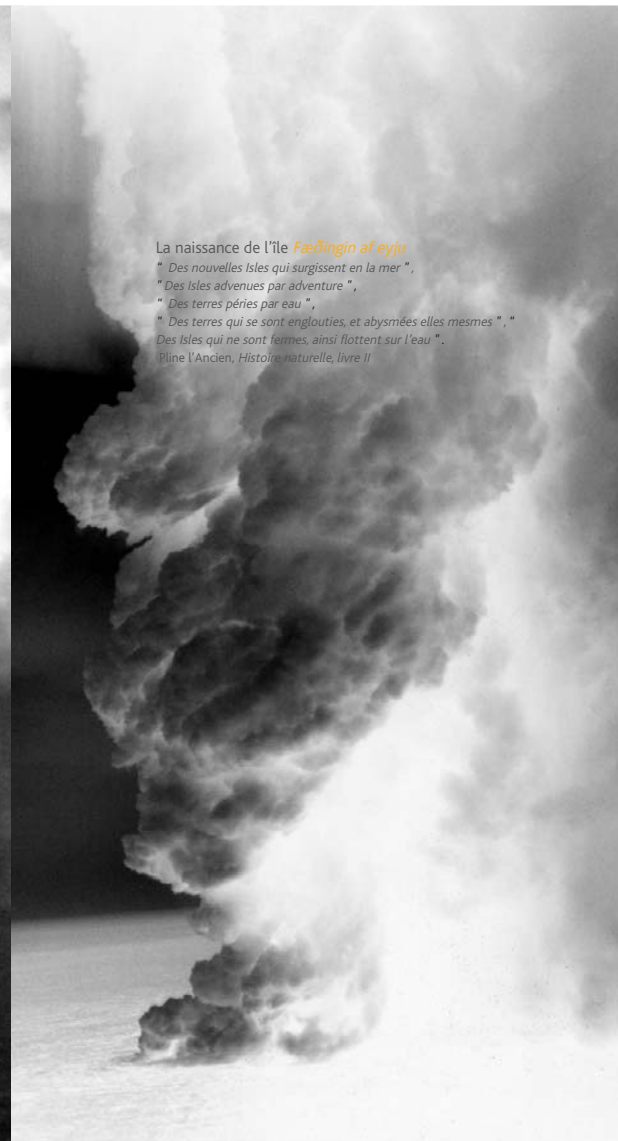 La naissance de l'île Fæðingin af eyju
" Des nouvelles Isles qui surgissent en la mer ",
" Des Isles advenues par adventure ",
" Des terres péries par eau ",
" Des terres qui se sont englouties, et abysmées elles mesmes ", "
Des Isles qui ne sont fermes, ainsi flottent sur l'eau ".
Pline l'Ancien, Histoire naturelle, livre II